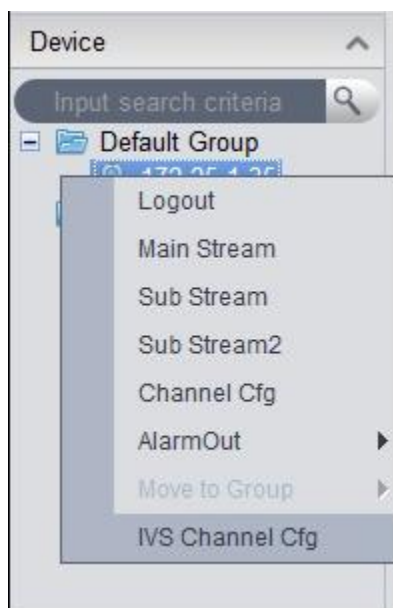 Device
Input search criteria
Default Group
Logout
Main Stream
Sub Stream
Sub Stream2
Channel Cfg
AlarmOut
Move to Group
IVS Channel Cfg